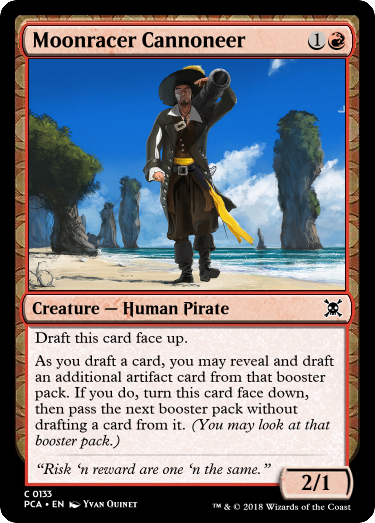 Moonracer Cannoneer 1
Creature — Human Pirate
Draft this card face up.
As you draft a card, you may reveal and draft
an additional artifact card from that booster
pack. If you do, turn this card face down,
then pass the next booster pack without
drafting a card from it. (You may look at that
booster pack.)
“Risk ‘n reward are one ‘n the same.”
2/1
C 0133
PCA • EN Yvan Quinet
™ & © 2018 Wizards of the Coast